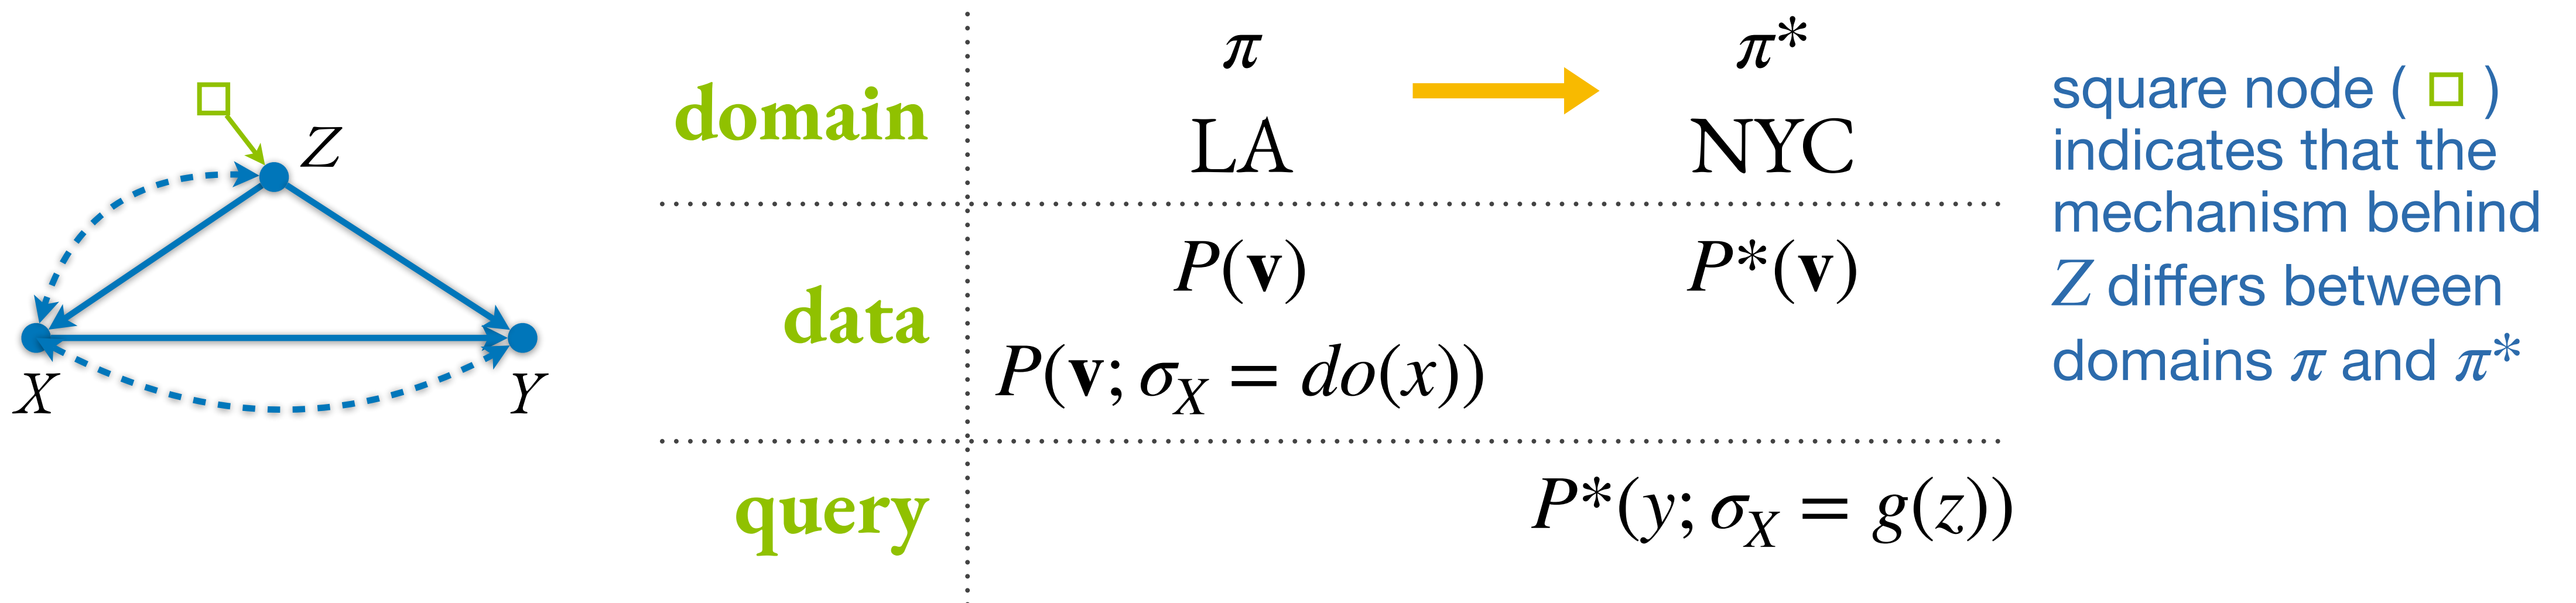 Z
X
Y
domain
π
π*
LA
NYC
data
P(v)
P*(v)
P(v; σ_X = do(x))
query
P*(y; σ_X = g(z))
square node ( □ )
indicates that the
mechanism behind
Z differs between
domains π and π*